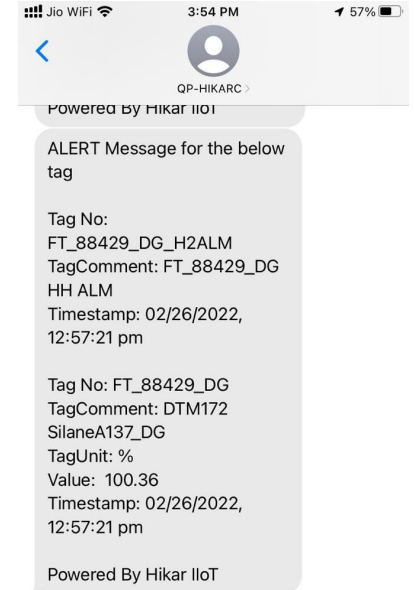 Jio WiFi
3:54 PM
57%
QP-HIKARC
Powered By Hikar IIoT
ALERT Message for the below
tag
Tag No:
FT_88429_DG_H2ALM
TagComment: FT_88429_DG
HH ALM
Timestamp: 02/26/2022,
12:57:21 pm
Tag No: FT_88429_DG
TagComment: DTM172
SilaneA137_DG
TagUnit: %
Value:  100.36
Timestamp: 02/26/2022,
12:57:21 pm
Powered By Hikar IIoT